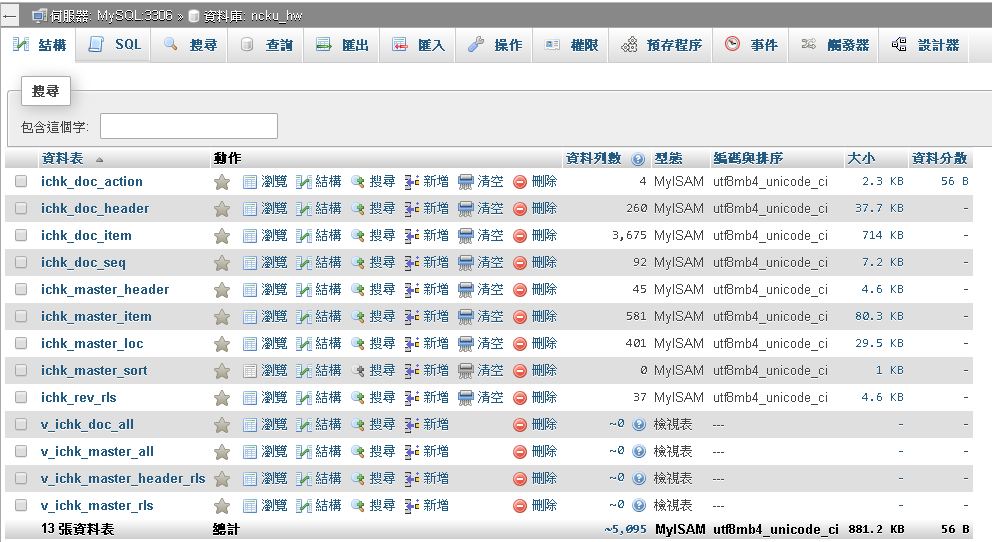 伺服器: MySQL:3306 » 資料庫: ncku_hw
結構 SQL 搜尋 查詢 匯出 匯入 操作 權限 預存程序 事件 觸發器 設計器
搜尋
包含這個字:
資料表 動作 資料列數 型態 編碼與排序 大小 資料分散
ichk_doc_action 瀏覽 結構 搜尋 新增 清空 刪除 4 MyISAM utf8mb4_unicode_ci 2.3 KB 56 B
ichk_doc_header 瀏覽 結構 搜尋 新增 清空 刪除 260 MyISAM utf8mb4_unicode_ci 37.7 KB -
ichk_doc_item 瀏覽 結構 搜尋 新增 清空 刪除 3,675 MyISAM utf8mb4_unicode_ci 714 KB -
ichk_doc_seq 瀏覽 結構 搜尋 新增 清空 刪除 92 MyISAM utf8mb4_unicode_ci 7.2 KB -
ichk_master_header 瀏覽 結構 搜尋 新增 清空 刪除 45 MyISAM utf8mb4_unicode_ci 4.6 KB -
ichk_master_item 瀏覽 結構 搜尋 新增 清空 刪除 581 MyISAM utf8mb4_unicode_ci 80.3 KB -
ichk_master_loc 瀏覽 結構 搜尋 新增 清空 刪除 401 MyISAM utf8mb4_unicode_ci 29.5 KB -
ichk_master_sort 瀏覽 結構 搜尋 新增 清空 刪除 0 MyISAM utf8mb4_unicode_ci 1 KB -
ichk_rev_rls 瀏覽 結構 搜尋 新增 清空 刪除 37 MyISAM utf8mb4_unicode_ci 4.6 KB -
v_ichk_doc_all 瀏覽 結構 搜尋 新增 刪除 ~0 檢視表 --- - -
v_ichk_master_all 瀏覽 結構 搜尋 新增 刪除 ~0 檢視表 --- - -
v_ichk_master_header_rls 瀏覽 結構 搜尋 新增 刪除 ~0 檢視表 --- - -
v_ichk_master_rls 瀏覽 結構 搜尋 新增 刪除 ~0 檢視表 --- - -
13 張資料表 總計 ~5,095 MyISAM utf8mb4_unicode_ci 881.2 KB 56 B